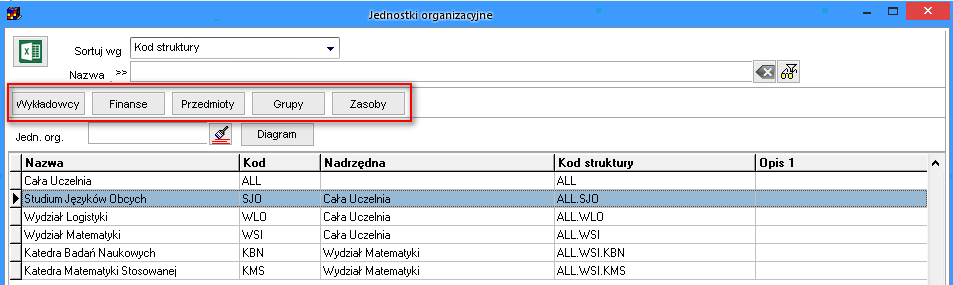 Jednostki organizacyjne
Sortuj wg Kod struktury
Nazwa >>
Wykładowcy Finanse Przedmioty Grupy Zasoby
Jedn. org. Diagram
Nazwa Kod Nadrzędna Kod struktury Opis 1
Cała Uczelnia ALL ALL
Studium Języków Obcych SJO Cała Uczelnia ALL.SJO
Wydział Logistyki WLO Cała Uczelnia ALL.WLO
Wydział Matematyki WSI Cała Uczelnia ALL.WSI
Katedra Badań Naukowych KBN Wydział Matematyki ALL.WSI.KBN
Katedra Matematyki Stosowanej KMS Wydział Matematyki ALL.WSI.KMS